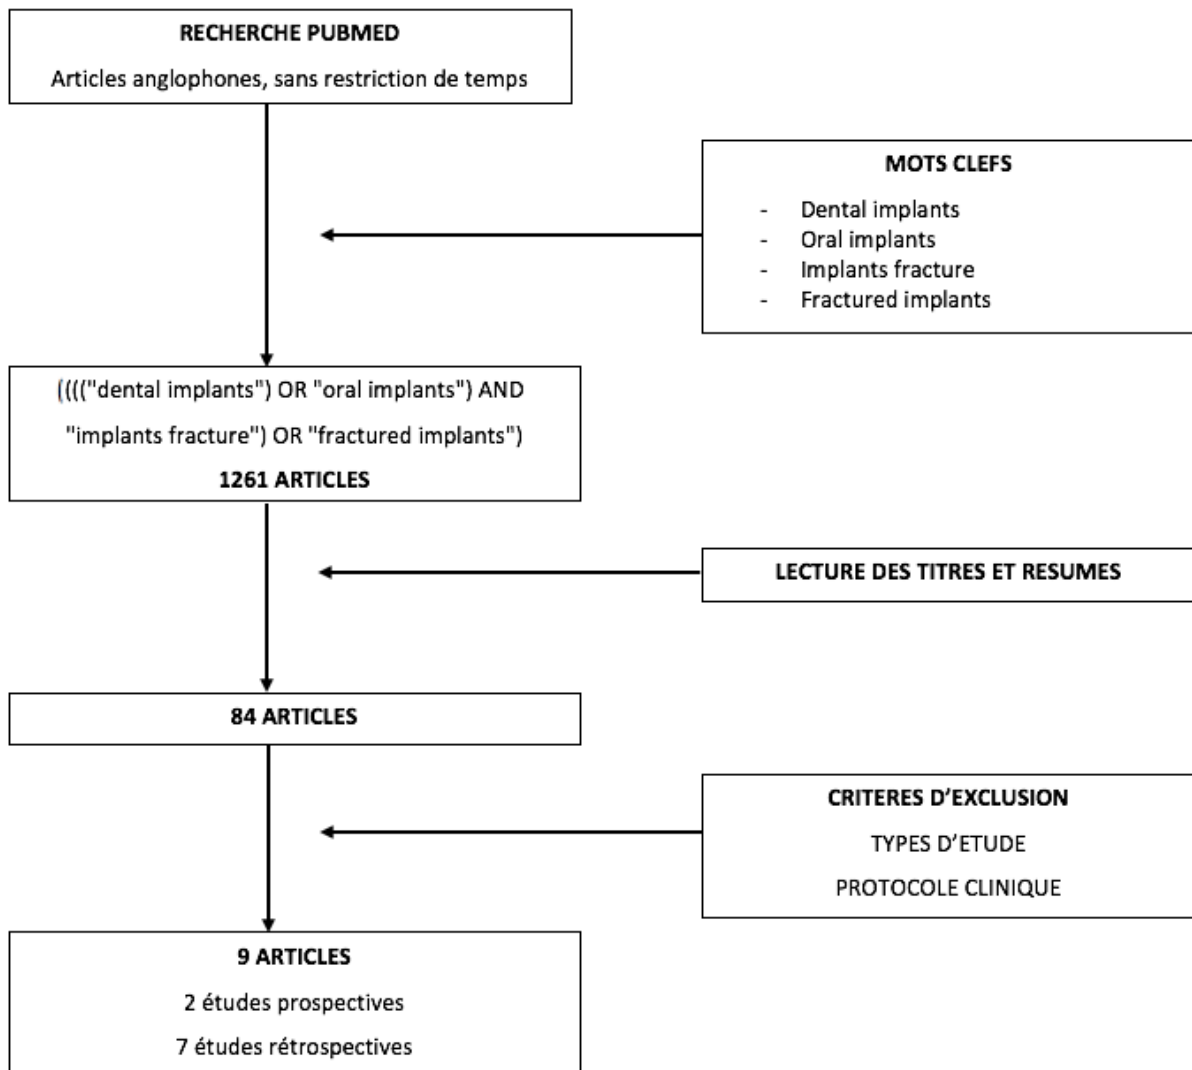 RECHERCHE PUBMED
Articles anglophones, sans restriction de temps
MOTS CLEFS
- Dental implants
- Oral implants
- Implants fracture
- Fractured implants
(((("dental implants") OR "oral implants") AND
"implants fracture") OR "fractured implants")
1261 ARTICLES
LECTURE DES TITRES ET RESUMES
84 ARTICLES
CRITERES D’EXCLUSION
TYPES D’ETUDE
PROTOCOLE CLINIQUE
9 ARTICLES
2 études prospectives
7 études rétrospectives